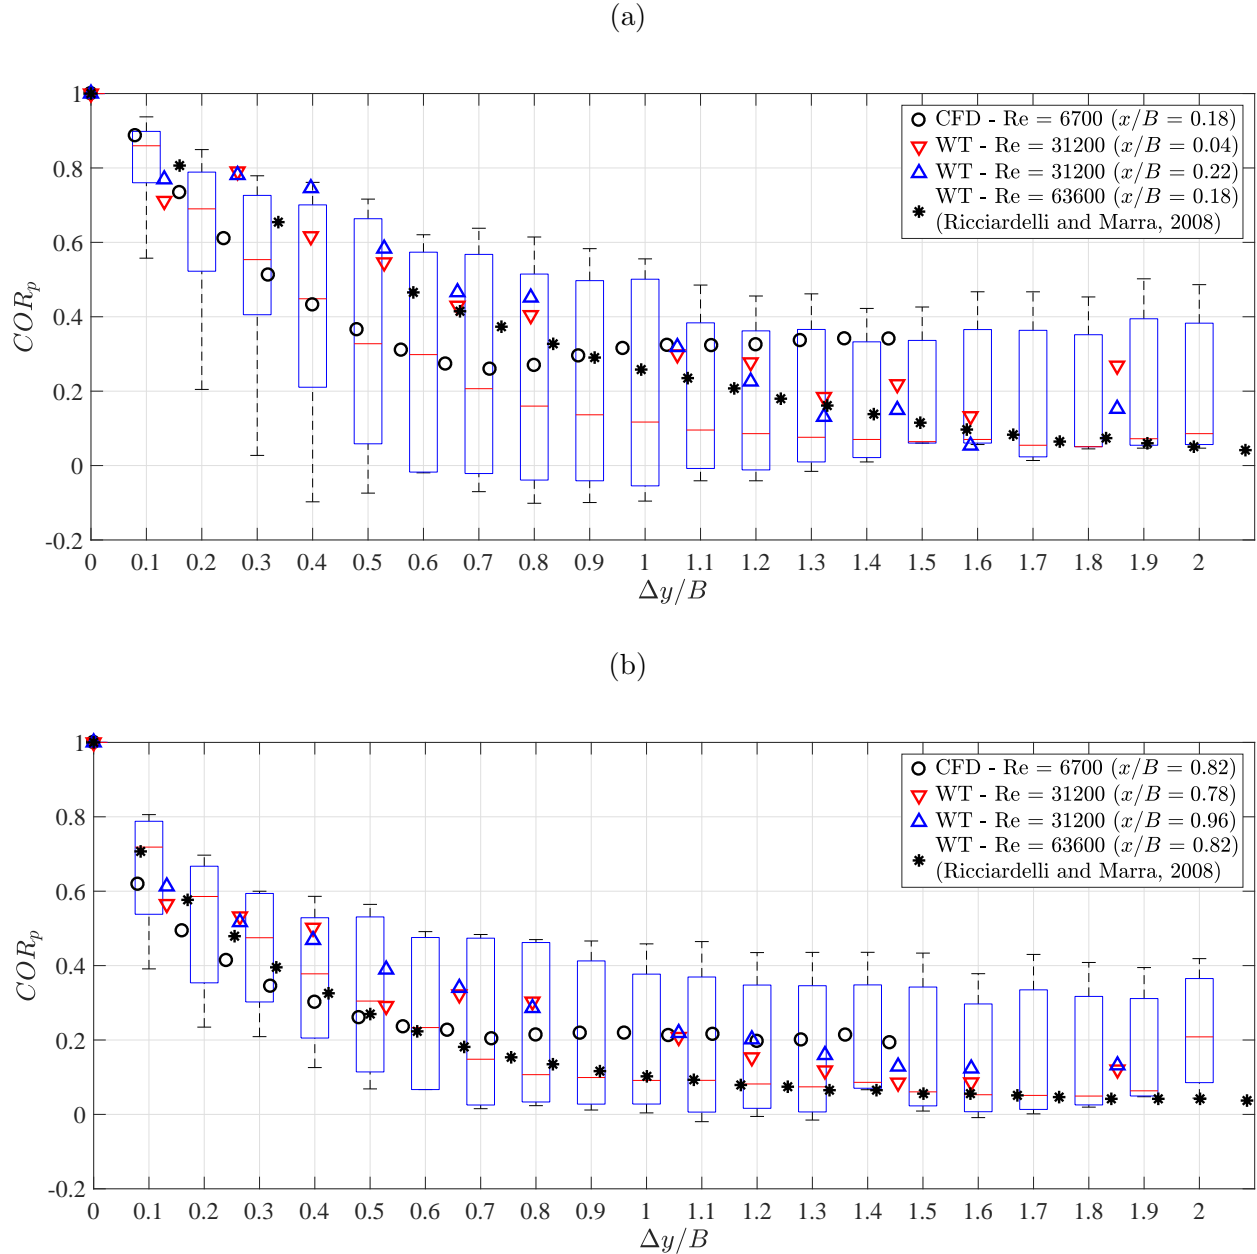 (a)
1
0.8
0.6
0.4
0.2
0
-0.2
COR_p
0 0.1 0.2 0.3 0.4 0.5 0.6 0.7 0.8 0.9 1 1.1 1.2 1.3 1.4 1.5 1.6 1.7 1.8 1.9 2
Δy/B
CFD - Re = 6700 (x/B = 0.18)
WT - Re = 31200 (x/B = 0.04)
WT - Re = 31200 (x/B = 0.22)
WT - Re = 63600 (x/B = 0.18)
(Ricciardelli and Marra, 2008)
(b)
1
0.8
0.6
0.4
0.2
0
-0.2
COR_p
0 0.1 0.2 0.3 0.4 0.5 0.6 0.7 0.8 0.9 1 1.1 1.2 1.3 1.4 1.5 1.6 1.7 1.8 1.9 2
Δy/B
CFD - Re = 6700 (x/B = 0.82)
WT - Re = 31200 (x/B = 0.78)
WT - Re = 31200 (x/B = 0.96)
WT - Re = 63600 (x/B = 0.82)
(Ricciardelli and Marra, 2008)